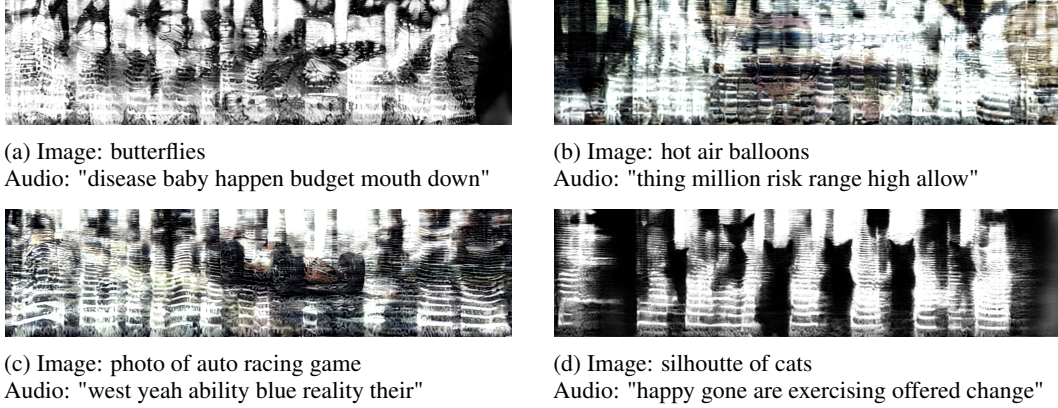 (a) Image: butterflies
Audio: "disease baby happen budget mouth down"
(b) Image: hot air balloons
Audio: "thing million risk range high allow"
(c) Image: photo of auto racing game
Audio: "west yeah ability blue reality their"
(d) Image: silhoutte of cats
Audio: "happy gone are exercising offered change"